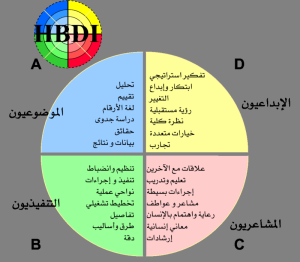 HBDI
A
D
تحليل
تقييم
لغة الأرقام
دراسة جدوى
حقائق
بيانات و نتائج
الموضوعيون
تفكير استراتيجي
ابتكار وإبداع
التغيير
رؤية مستقبلية
نظرة كلية
خيارات متعددة
تجارب
الإبداعيون
تنظيم وانضباط
تنفيذ و إجراءات
نواحي عملية
تخطيط تشغيلي
تفاصيل
طرق وأساليب
دقة
التنفيذيون
علاقات مع الآخرين
تعليم وتدريب
إجراءات بسيطة
مشاعر و عواطف
رعاية واهتمام بالإنسان
معاني إنسانية
إرشادات
المشاعريون
B
C